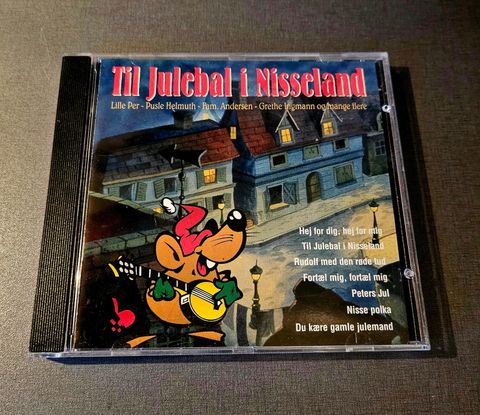 Til Julebal i Nisseland
Lille Per - Pusle Helmuth - Fam. Andersen - Grethe Ingmann og mange flere
Hej for dig, hej for mig
Til Julebal i Nisseland
Rudolf med den røde tud
Fortæl mig, fortæl mig
Peters Jul
Nisse polka
Du kære gamle julemand